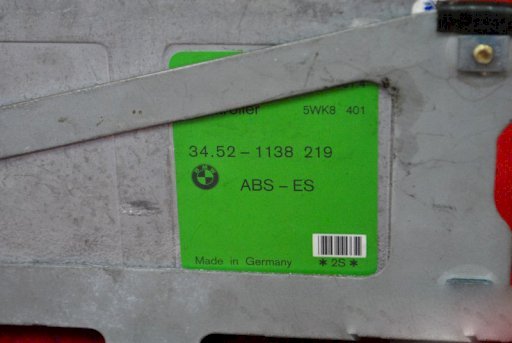 5WK8 401
34.52-1138 219
ABS-ES
Made in Germany *2S*